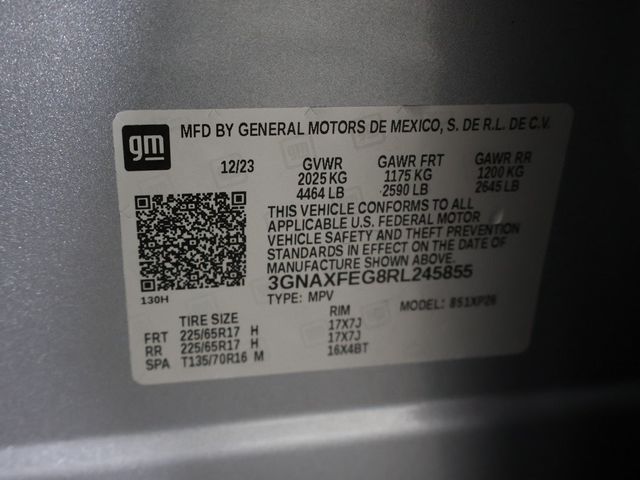 gm
MFD BY GENERAL MOTORS DE MEXICO, S. DE R.L. DE C.V.
12/23 GVWR GAWR FRT GAWR RR
2025 KG 1175 KG 1200 KG
4464 LB 2590 LB 2645 LB
THIS VEHICLE CONFORMS TO ALL
APPLICABLE U.S. FEDERAL MOTOR
VEHICLE SAFETY AND THEFT PREVENTION
STANDARDS IN EFFECT ON THE DATE OF
MANUFACTURE SHOWN ABOVE.
3GNAXFEG8RL245855
130H TYPE: MPV MODEL: BS1XP26
TIRE SIZE RIM
FRT 225/65R17 H 17X7J
RR 225/65R17 H 17X7J
SPA T135/70R16 M 16X4BT